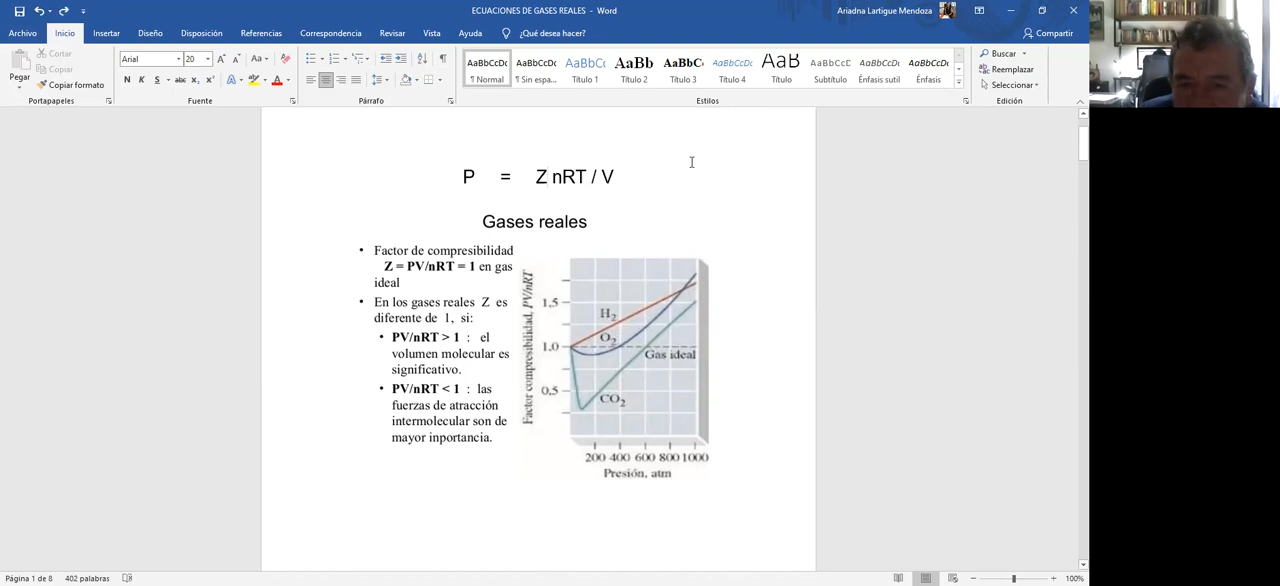 ECUACIONES DE GASES REALES - Word
Ariadna Lartigue Mendoza
Archivo Inicio Insertar Diseño Disposición Referencias Correspondencia Revisar Vista Ayuda ¿Qué desea hacer? Compartir
Pegar
Cortar
Copiar
Copiar formato
Portapapeles
Arial 20
N K S abc x₂ x²
Fuente
Párrafo
AaBbCcDc AaBbCcDc AaBbCc AaBb AaBbC AaBbCcDc AaB AaBbCcD AaBbCcDc AaBbCcDc
¶ Normal ¶ Sin espa... Título 1 Título 2 Título 3 Título 4 Título Subtítulo Énfasis sutil Énfasis
Estilos
Buscar
Reemplazar
Seleccionar
Edición
P = Z nRT / V
Gases reales
• Factor de compresibilidad
Z = PV/nRT = 1 en gas
ideal
• En los gases reales Z es
diferente de 1, si:
• PV/nRT > 1 : el
volumen molecular es
significativo.
• PV/nRT < 1 : las
fuerzas de atracción
intermolecular son de
mayor inportancia.
Factor compresibilidad, PV/nRT
1.5
1.0
0,5
H₂
O₂
Gas ideal
CO₂
200 400 600 800 1000
Presión, atm
Página 1 de 8 402 palabras
100%